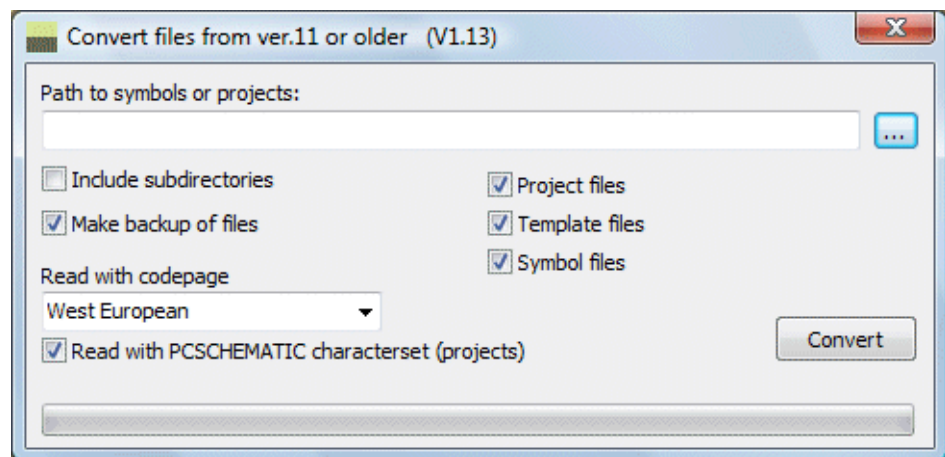 Convert files from ver.11 or older (V1.13)
Path to symbols or projects:
...
Include subdirectories
Project files
Make backup of files
Template files
Symbol files
Read with codepage
West European
Read with PCSCHEMATIC characterset (projects)
Convert